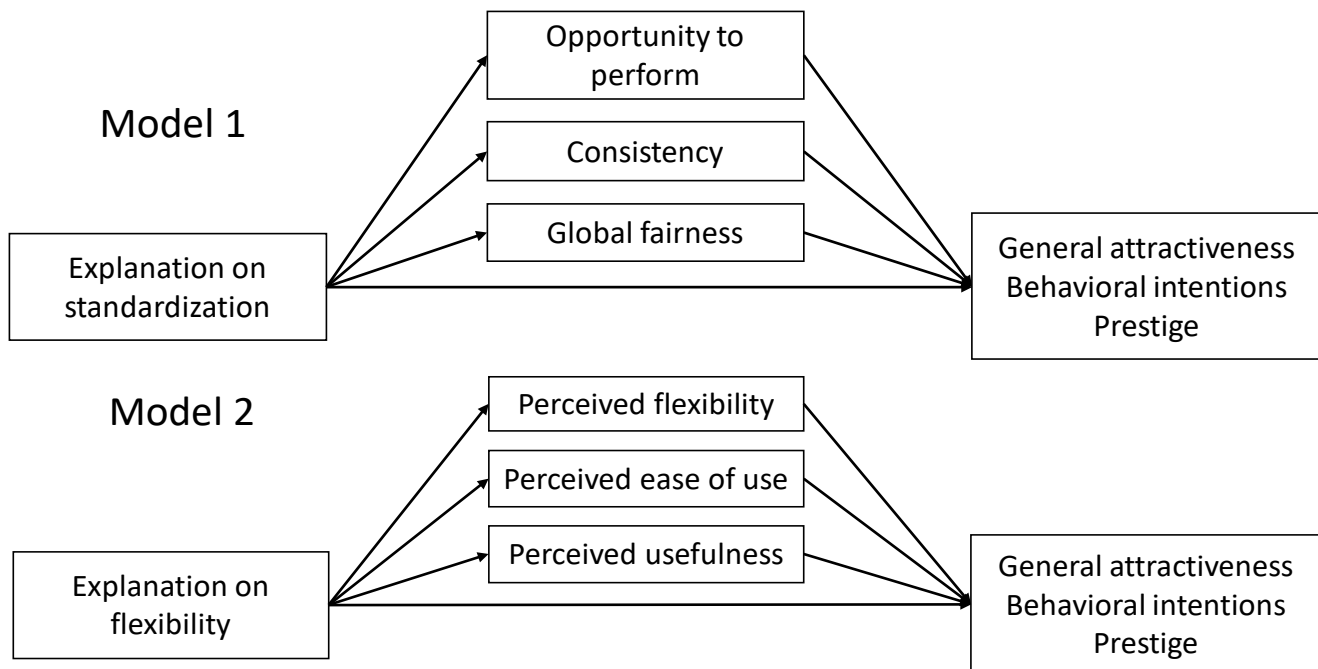 Model 1
Opportunity to
perform
Consistency
Global fairness
Explanation on
standardization
General attractiveness
Behavioral intentions
Prestige
Model 2
Perceived flexibility
Perceived ease of use
Perceived usefulness
Explanation on
flexibility
General attractiveness
Behavioral intentions
Prestige